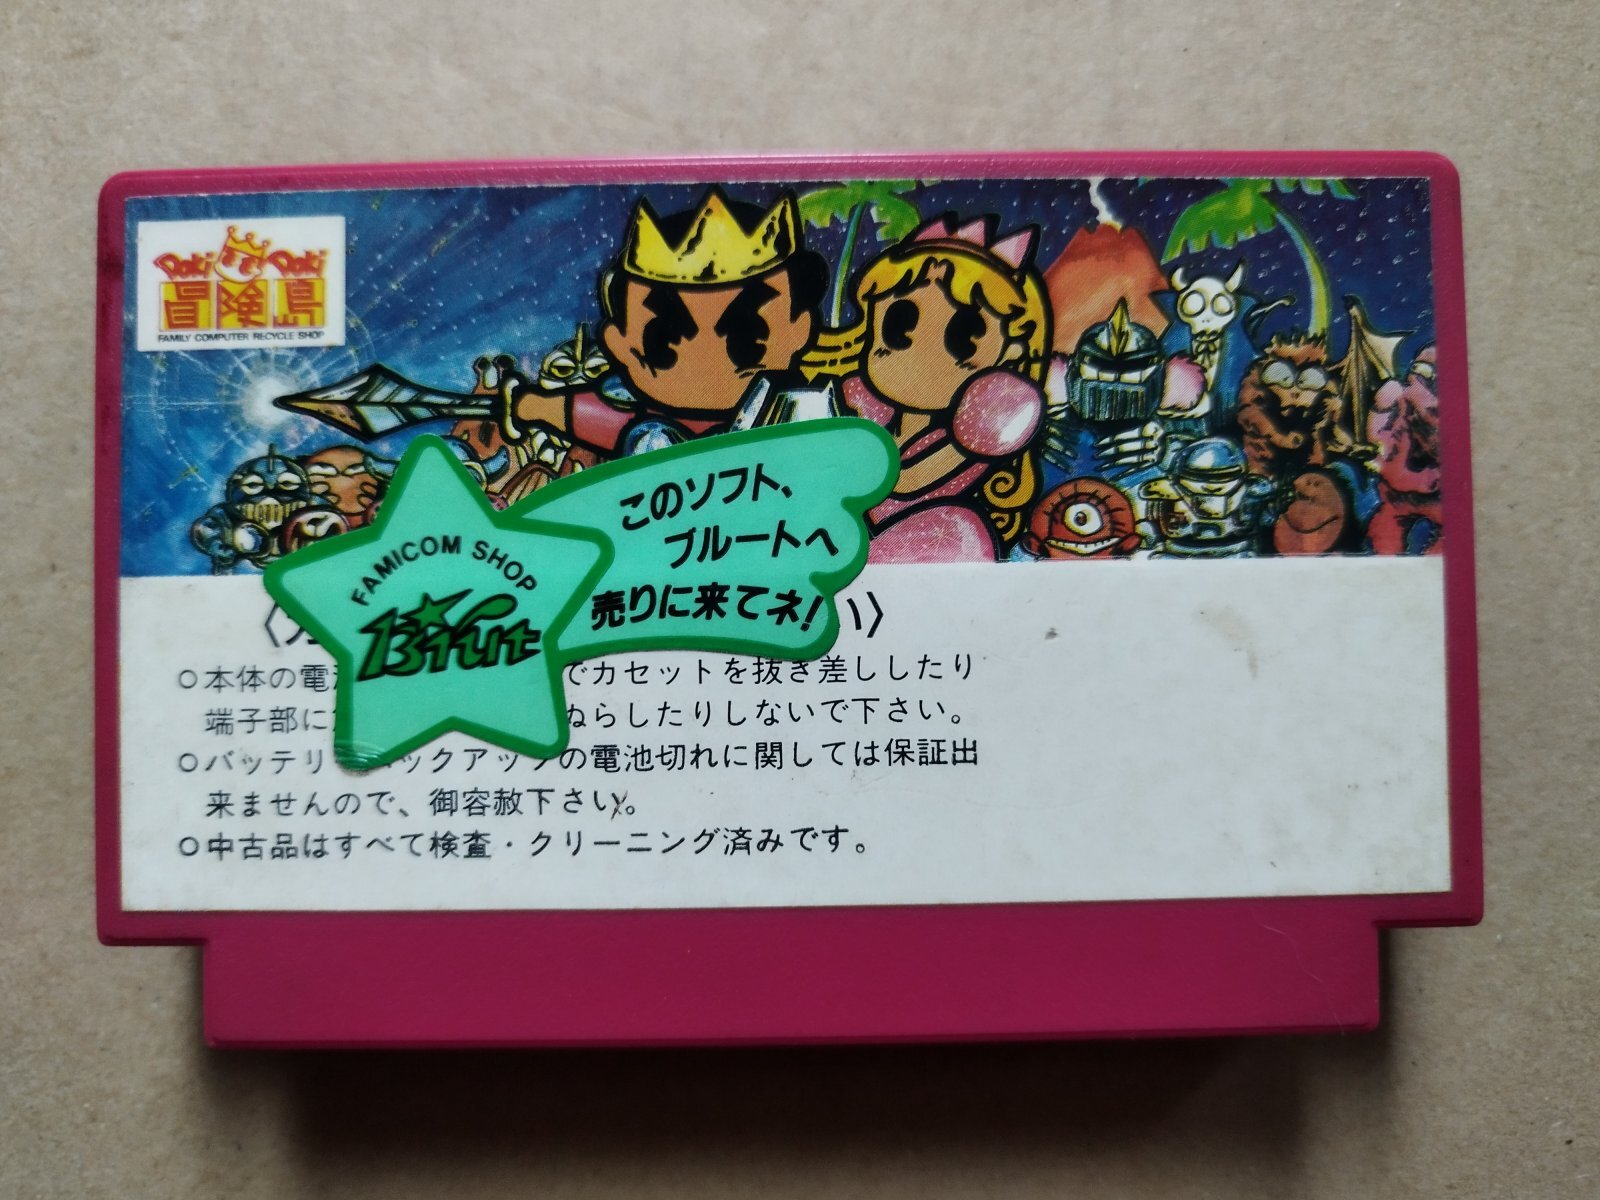 Doki Doki
冒険島
FAMILY COMPUTER RECYCLE SHOP
このソフト、
ブルートへ
売りに来てネ!
FAMICOM SHOP
い〉
○本体の電 でカセットを抜き差ししたり
端子部に ぬらしたりしないで下さい。
○バッテリ ックアップの電池切れに関しては保証出
来ませんので、御容赦下さい。
○中古品はすべて検査・クリーニング済みです。